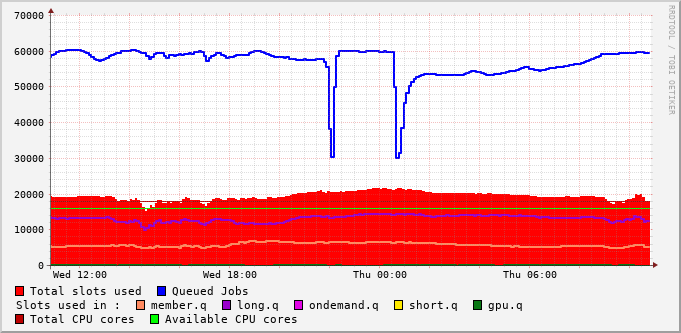 70000
60000
50000
40000
30000
20000
10000
0
Wed 12:00 Wed 18:00 Thu 00:00 Thu 06:00
Total slots used Queued Jobs
Slots used in : member.q long.q ondemand.q short.q gpu.q
Total CPU cores Available CPU cores
RRDTOOL / TOBI OETIKER